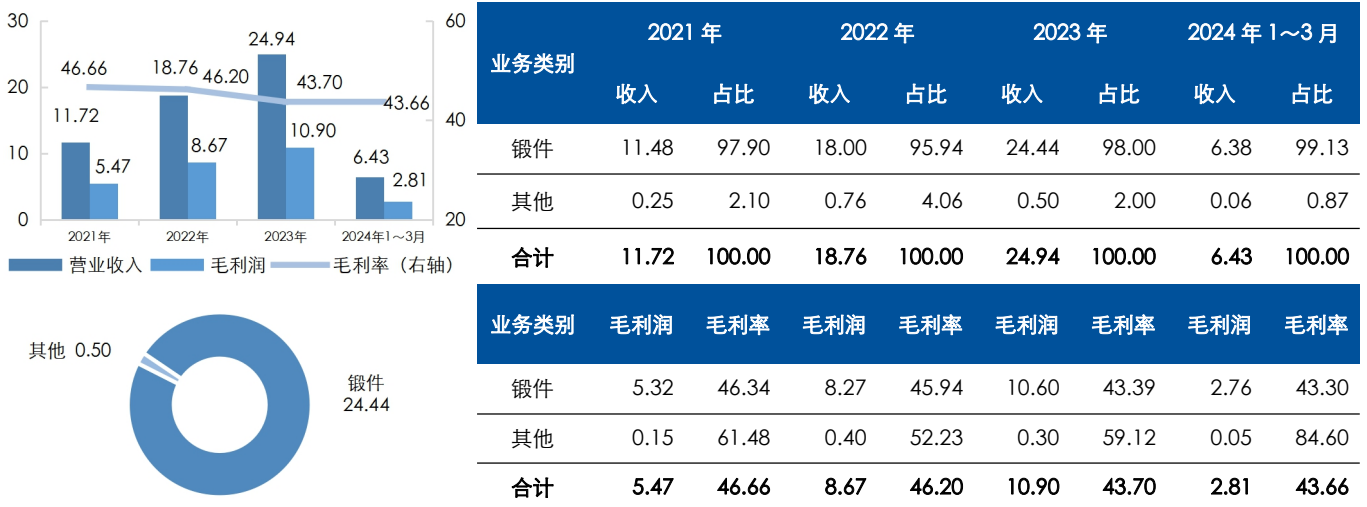 30
60
24.94
46.66
18.76
46.20
43.70
20
43.66
11.72
40
10.90
10
8.67
6.43
5.47
2.81
0
20
2021年
2022年
2023年
2024年1～3月
营业收入
毛利润
毛利率（右轴）
其他 0.50
锻件
24.44
业务类别 2021 年 2022 年 2023 年 2024 年 1～3 月
收入 占比 收入 占比 收入 占比 收入 占比
锻件 11.48 97.90 18.00 95.94 24.44 98.00 6.38 99.13
其他 0.25 2.10 0.76 4.06 0.50 2.00 0.06 0.87
合计 11.72 100.00 18.76 100.00 24.94 100.00 6.43 100.00
业务类别 毛利润 毛利率 毛利润 毛利率 毛利润 毛利率 毛利润 毛利率
锻件 5.32 46.34 8.27 45.94 10.60 43.39 2.76 43.30
其他 0.15 61.48 0.40 52.23 0.30 59.12 0.05 84.60
合计 5.47 46.66 8.67 46.20 10.90 43.70 2.81 43.66